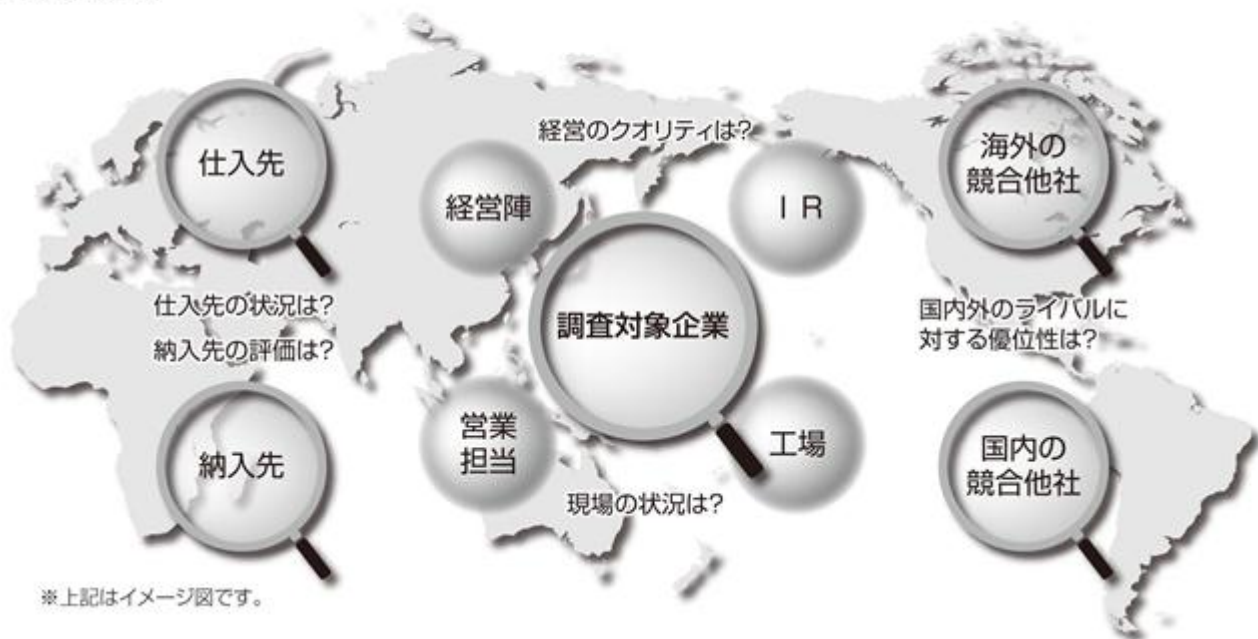 経営のクオリティは?
仕入先
経営陣
ⅠR
海外の
競合他社
調査対象企業
仕入先の状況は?
納入先の評価は?
国内外のライバルに
対する優位性は?
納入先
営業
担当
工場
国内の
競合他社
現場の状況は?
※上記はイメージ図です。